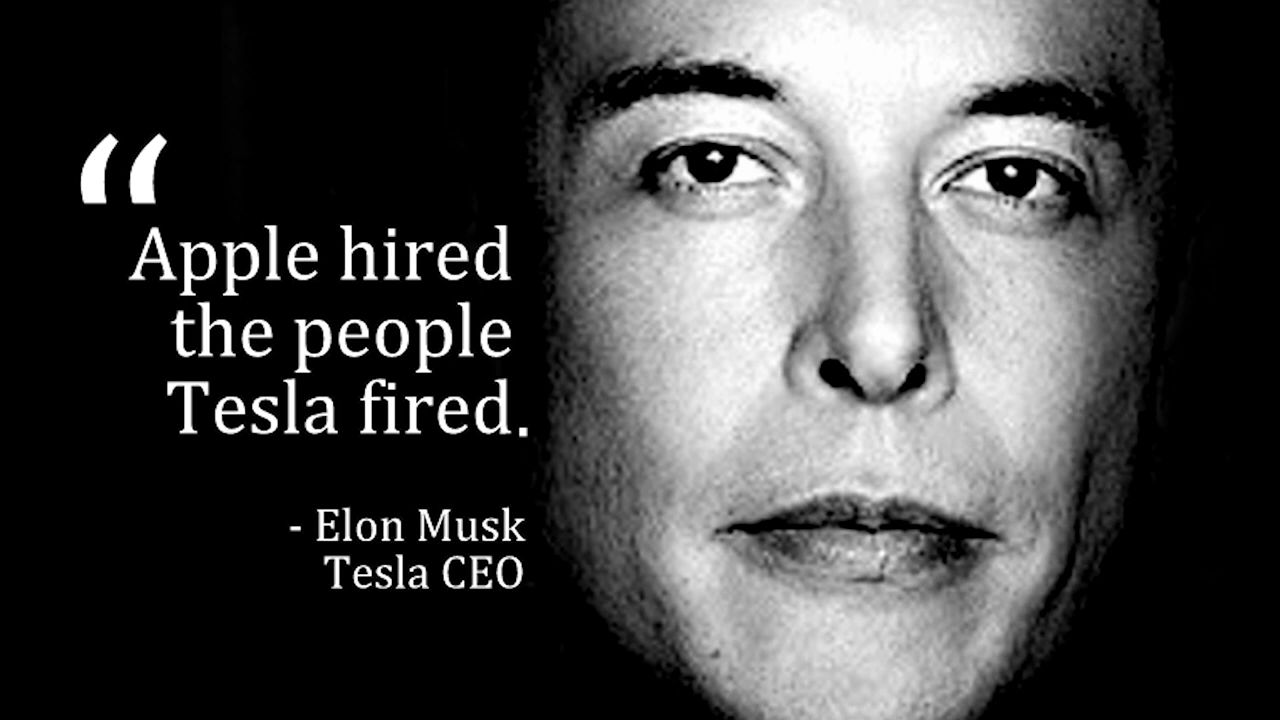 “
Apple hired
the people
Tesla fired.
- Elon Musk
Tesla CEO